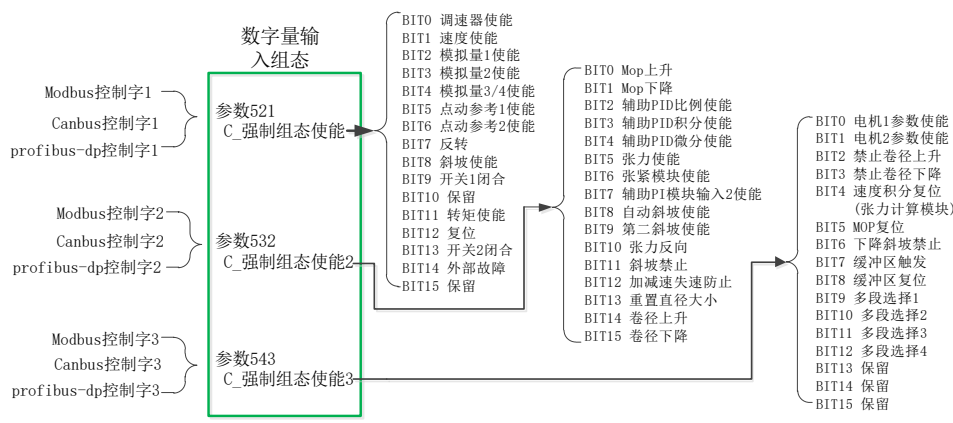 数字量输
入组态
Modbus控制字1
Canbus控制字1
profibus-dp控制字1
参数521
C_强制组态使能
Modbus控制字2
Canbus控制字2
profibus-dp控制字2
参数532
C_强制组态使能2
Modbus控制字3
Canbus控制字3
profibus-dp控制字3
参数543
C_强制组态使能3
BIT0 调速器使能
BIT1 速度使能
BIT2 模拟量1使能
BIT3 模拟量2使能
BIT4 模拟量3/4使能
BIT5 点动参考1使能
BIT6 点动参考2使能
BIT7 反转
BIT8 斜坡使能
BIT9 开关1闭合
BIT10 保留
BIT11 转矩使能
BIT12 复位
BIT13 开关2闭合
BIT14 外部故障
BIT15 保留
BIT0 Mop上升
BIT1 Mop下降
BIT2 辅助PID比例使能
BIT3 辅助PID积分使能
BIT4 辅助PID微分使能
BIT5 张力使能
BIT6 张紧模块使能
BIT7 辅助PI模块输入2使能
BIT8 自动斜坡使能
BIT9 第二斜坡使能
BIT10 张力反向
BIT11 斜坡禁止
BIT12 加减速失速防止
BIT13 重置直径大小
BIT14 卷径上升
BIT15 卷径下降
BIT0 电机1参数使能
BIT1 电机2参数使能
BIT2 禁止卷径上升
BIT3 禁止卷径下降
BIT4 速度积分复位
(张力计算模块)
BIT5 MOP复位
BIT6 下降斜坡禁止
BIT7 缓冲区触发
BIT8 缓冲区复位
BIT9 多段选择1
BIT10 多段选择2
BIT11 多段选择3
BIT12 多段选择4
BIT13 保留
BIT14 保留
BIT15 保留